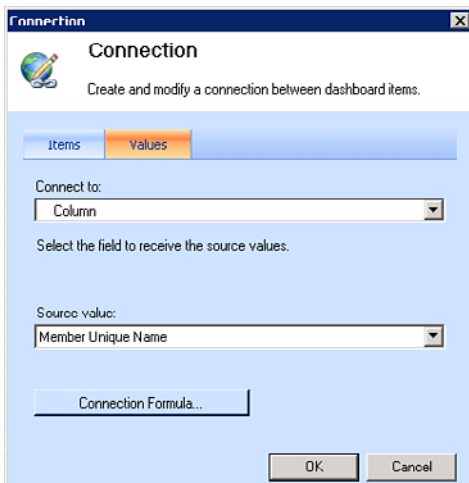 Connection
Connection
Create and modify a connection between dashboard items.
Items Values
Connect to:
Column
Select the field to receive the source values.
Source value:
Member Unique Name
Connection Formula...
OK Cancel